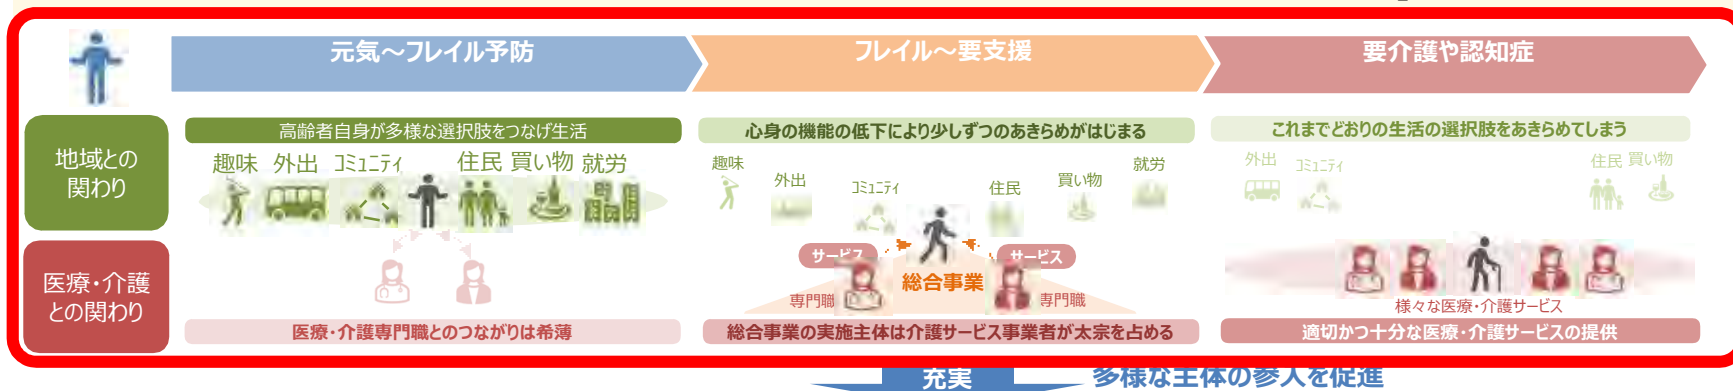 元気～フレイル予防
フレイル～要支援
要介護や認知症
地域との
関わり
高齢者自身が多様な選択肢をつなげ生活
趣味 外出 コミュニティ 住民 買い物 就労
心身の機能の低下により少しずつのあきらめがはじまる
趣味 外出 コミュニティ 住民 買い物 就労
これまでどおりの生活の選択肢をあきらめてしまう
外出 コミュニティ 住民 買い物
医療・介護
との関わり
医療・介護専門職とのつながりは希薄
サービス サービス
総合事業
専門職 専門職
総合事業の実施主体は介護サービス事業者が太宗を占める
様々な医療・介護サービス
適切かつ十分な医療・介護サービスの提供
充実
多様な主体の参入を促進